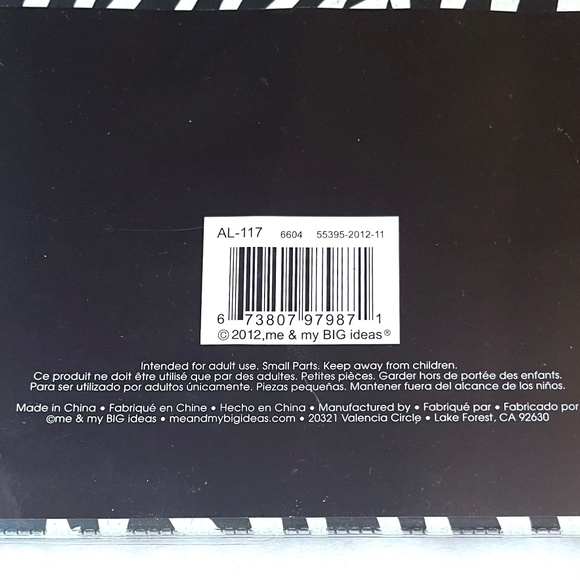 AL-117 6604 55395-2012-11
6 73807 97987 1
© 2012, me & my BIG ideas®
Intended for adult use. Small Parts. Keep away from children.
Ce produit ne doit être utilisé que par des adultes. Petites pièces. Garder hors de portée des enfants.
Para ser utilizado por adultos únicamente. Piezas pequeñas. Mantener fuera del alcance de los niños.
Made in China • Fabriqué en Chine • Hecho en China • Manufactured by • Fabriqué par • Fabricado por
©me & my BIG ideas • meandmybigideas.com • 20321 Valencia Circle • Lake Forest, CA 92630